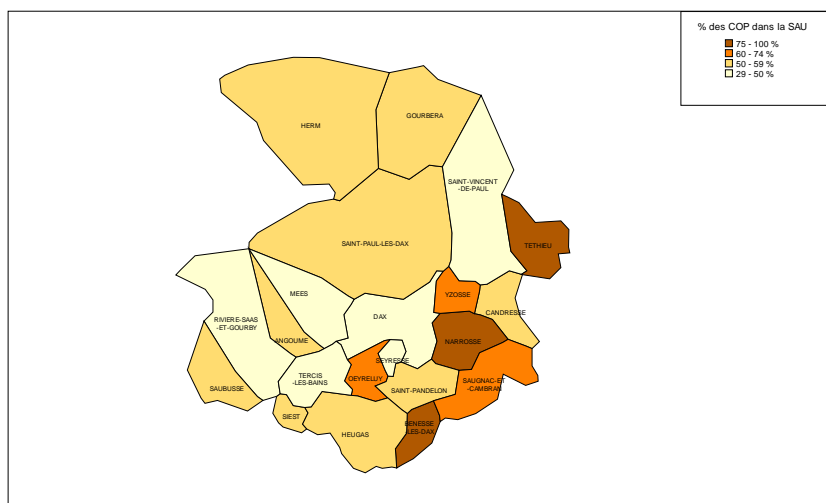 % des COP dans la SAU
75 - 100 %
60 - 74 %
50 - 59 %
29 - 50 %
HERM
GOURBERA
SAINT-VINCENT
-DE-PAUL
SAINT-PAUL-LES-DAX
TETHIEU
MEES
YZOSSE
RIVIERE-SAAS
-ET-GOURBY
DAX
CANDRESSE
ANGOUME
NARROSSE
SEYRESSE
TERCIS
-LES-BAINS
OEYRELUY
SAUGNAC-ET
-CAMBRAN
SAUBUSSE
SAINT-PANDELON
SIEST
BENESSE
-LES-DAX
HEUGAS